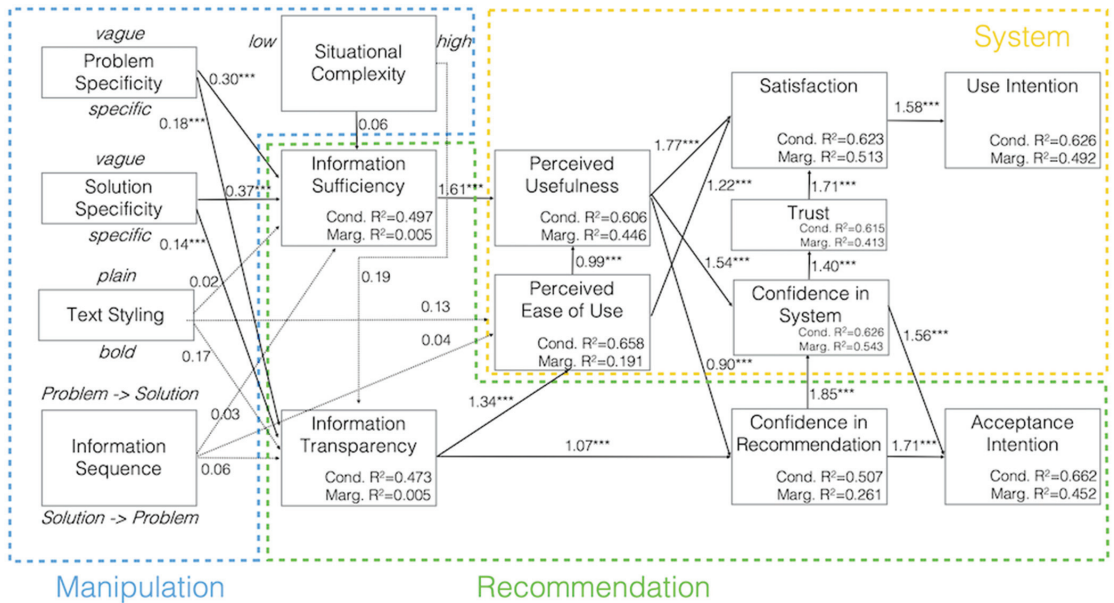 System
vague
Problem
Specificity
specific
low
Situational
Complexity
high
0.30***
0.18***
0.06
vague
Solution
Specificity
specific
0.37***
0.14***
Information
Sufficiency
Cond. R²=0.497
Marg. R²=0.005
1.61***
Perceived
Usefulness
Cond. R²=0.606
Marg. R²=0.446
1.77***
1.22***
Satisfaction
Cond. R²=0.623
Marg. R²=0.513
1.58***
Use Intention
Cond. R²=0.626
Marg. R²=0.492
1.71***
Trust
Cond. R²=0.615
Marg. R²=0.413
1.40***
0.99***
1.54***
plain
Text Styling
bold
0.02
0.17
0.19
0.13
0.04
Perceived
Ease of Use
Cond. R²=0.658
Marg. R²=0.191
Confidence in
System
Cond. R²=0.626
Marg. R²=0.543
1.56***
0.90***
1.85***
Problem -> Solution
Information
Sequence
Solution -> Problem
0.03
0.06
Information
Transparency
Cond. R²=0.473
Marg. R²=0.005
1.34***
1.07***
Confidence in
Recommendation
Cond. R²=0.507
Marg. R²=0.261
1.71***
Acceptance
Intention
Cond. R²=0.662
Marg. R²=0.452
Manipulation
Recommendation